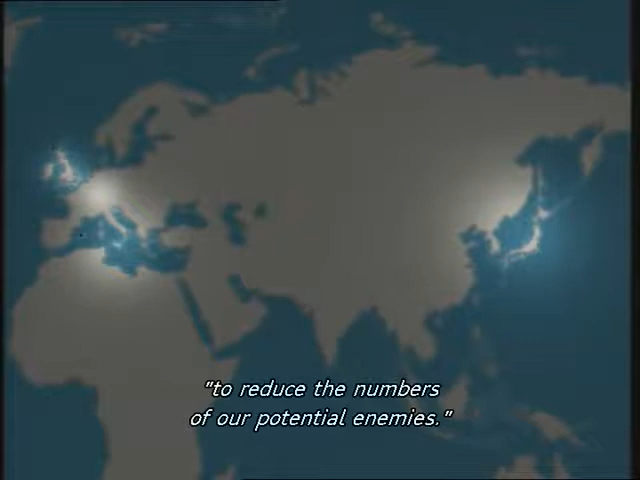 "to reduce the numbers
of our potential enemies."